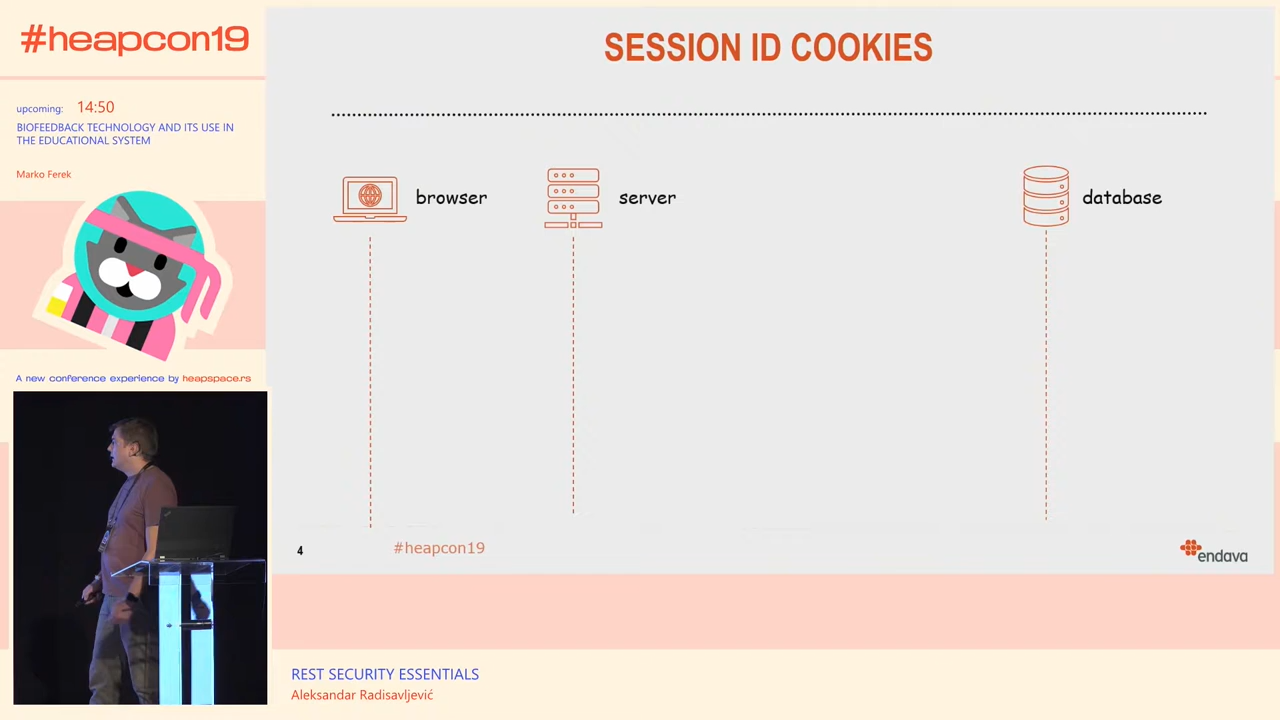 #heapcon19
upcoming: 14:50
BIOFEEDBACK TECHNOLOGY AND ITS USE IN
THE EDUCATIONAL SYSTEM
Marko Ferek
A new conference experience by heapspace.rs
SESSION ID COOKIES
browser
server
database
4
#heapcon19
endava
REST SECURITY ESSENTIALS
Aleksandar Radisavljević